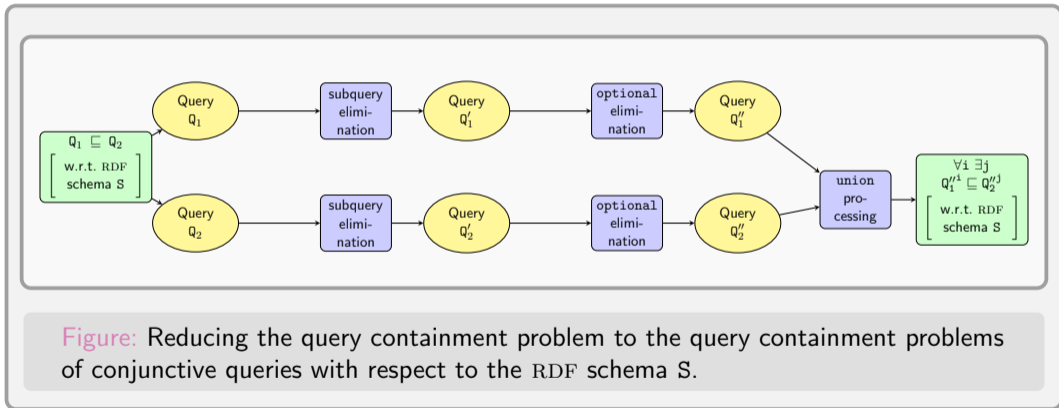 Q₁ ⊑ Q₂
w.r.t. RDF
schema S
Query
Q₁
subquery
elimi-
nation
Query
Q₁′
optional
elimi-
nation
Query
Q₁″
Query
Q₂
subquery
elimi-
nation
Query
Q₂′
optional
elimi-
nation
Query
Q₂″
union
pro-
cessing
∀i ∃j
Q₁″ⁱ ⊑ Q₂″ʲ
w.r.t. RDF
schema S
Figure: Reducing the query containment problem to the query containment problems
of conjunctive queries with respect to the RDF schema S.